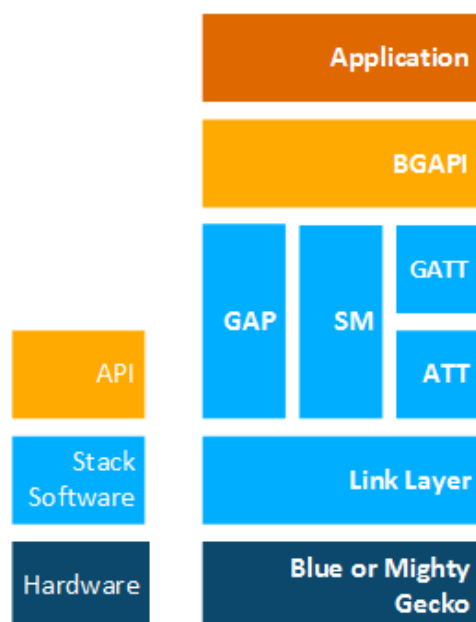 Application
BGAPI
GAP
SM
GATT
ATT
API
Stack
Software
Link Layer
Hardware
Blue or Mighty
Gecko